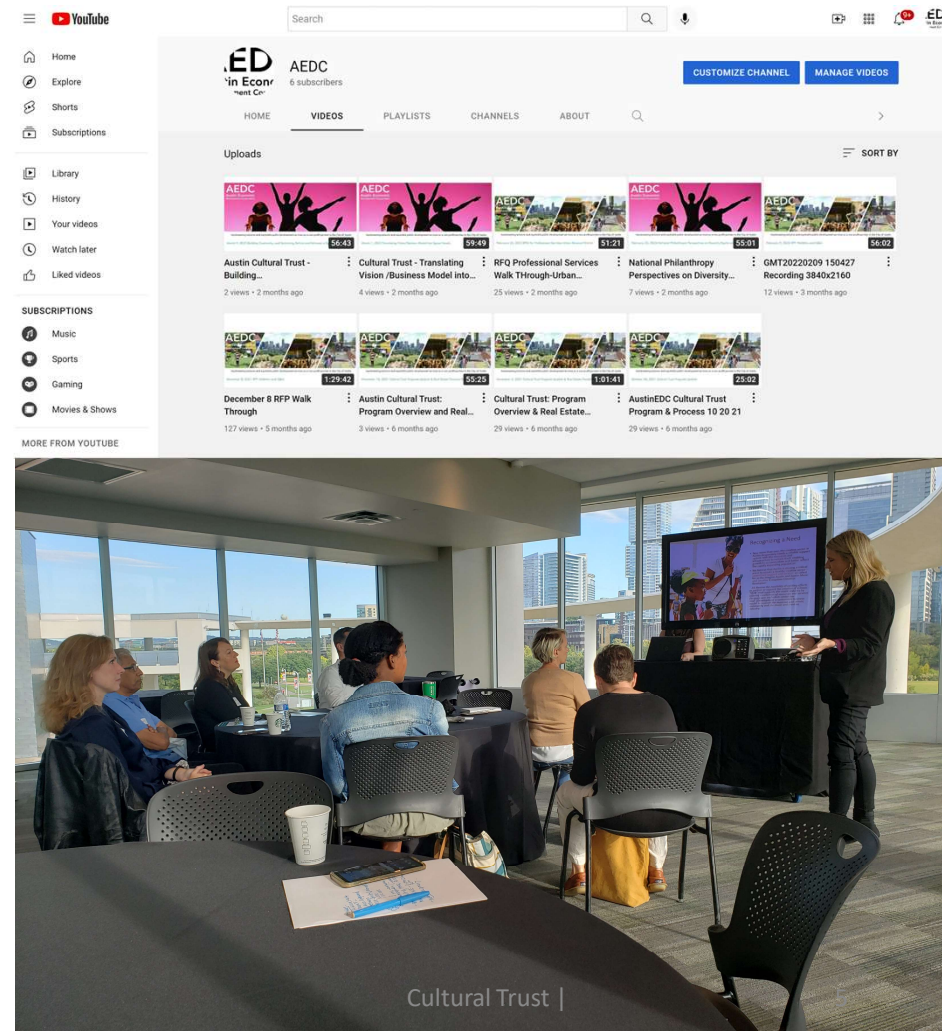 YouTube
Search
9+
Home
Explore
Shorts
Subscriptions
Library
History
Your videos
Watch later
Liked videos
SUBSCRIPTIONS
Music
Sports
Gaming
Movies & Shows
MORE FROM YOUTUBE
AEDC
6 subscribers
CUSTOMIZE CHANNEL
MANAGE VIDEOS
HOME VIDEOS PLAYLISTS CHANNELS ABOUT
Uploads
SORT BY
AEDC
56:43
Austin Cultural Trust -
Building...
2 views • 2 months ago
AEDC
59:49
Cultural Trust - Translating
Vision /Business Model into...
4 views • 2 months ago
AEDC
51:21
RFQ Professional Services
Walk THrough-Urban...
25 views • 2 months ago
AEDC
55:01
National Philanthropy
Perspectives on Diversity...
7 views • 2 months ago
AEDC
56:02
GMT20220209 150427
Recording 3840x2160
12 views • 3 months ago
AEDC
1:29:42
December 8 RFP Walk
Through
127 views • 5 months ago
AEDC
55:25
Austin Cultural Trust:
Program Overview and Real...
3 views • 6 months ago
AEDC
1:01:41
Cultural Trust: Program
Overview & Real Estate...
29 views • 6 months ago
AEDC
25:02
AustinEDC Cultural Trust
Program & Process 10 20 21
29 views • 6 months ago
Recognizing a Need
Cultural Trust |